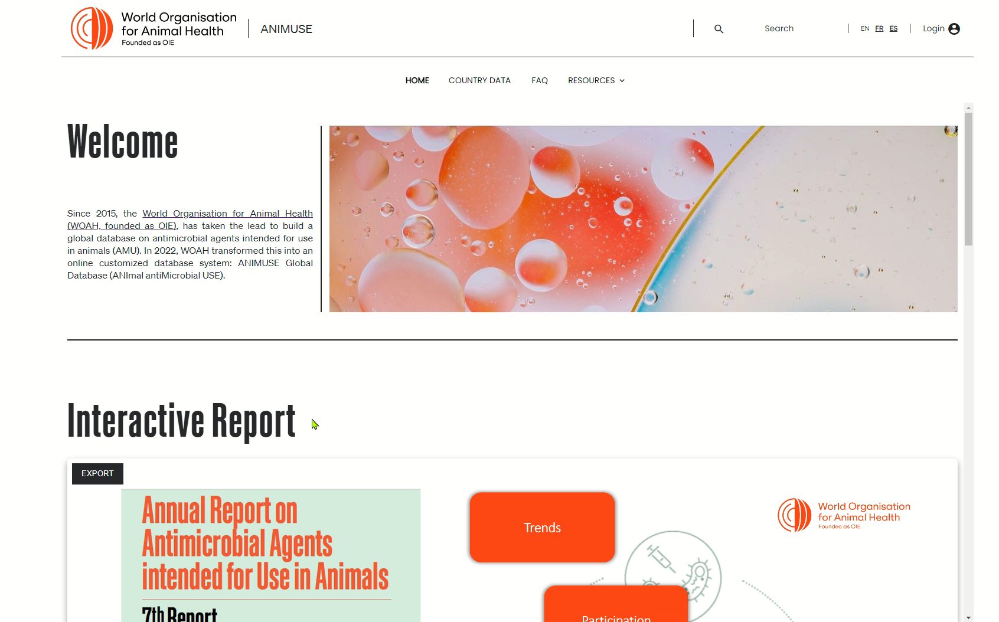 World Organisation
for Animal Health
Founded as OIE
ANIMUSE
Search
EN FR ES
Login
HOME COUNTRY DATA FAQ RESOURCES
Welcome
Since 2015, the World Organisation for Animal Health
(WOAH, founded as OIE), has taken the lead to build a
global database on antimicrobial agents intended for use
in animals (AMU). In 2022, WOAH transformed this into an
online customized database system: ANIMUSE Global
Database (ANImal antiMicrobial USE).
Interactive Report
EXPORT
Annual Report on
Antimicrobial Agents
intended for Use in Animals
7th Report
Trends
Participation
World Organisation
for Animal Health
Founded as OIE